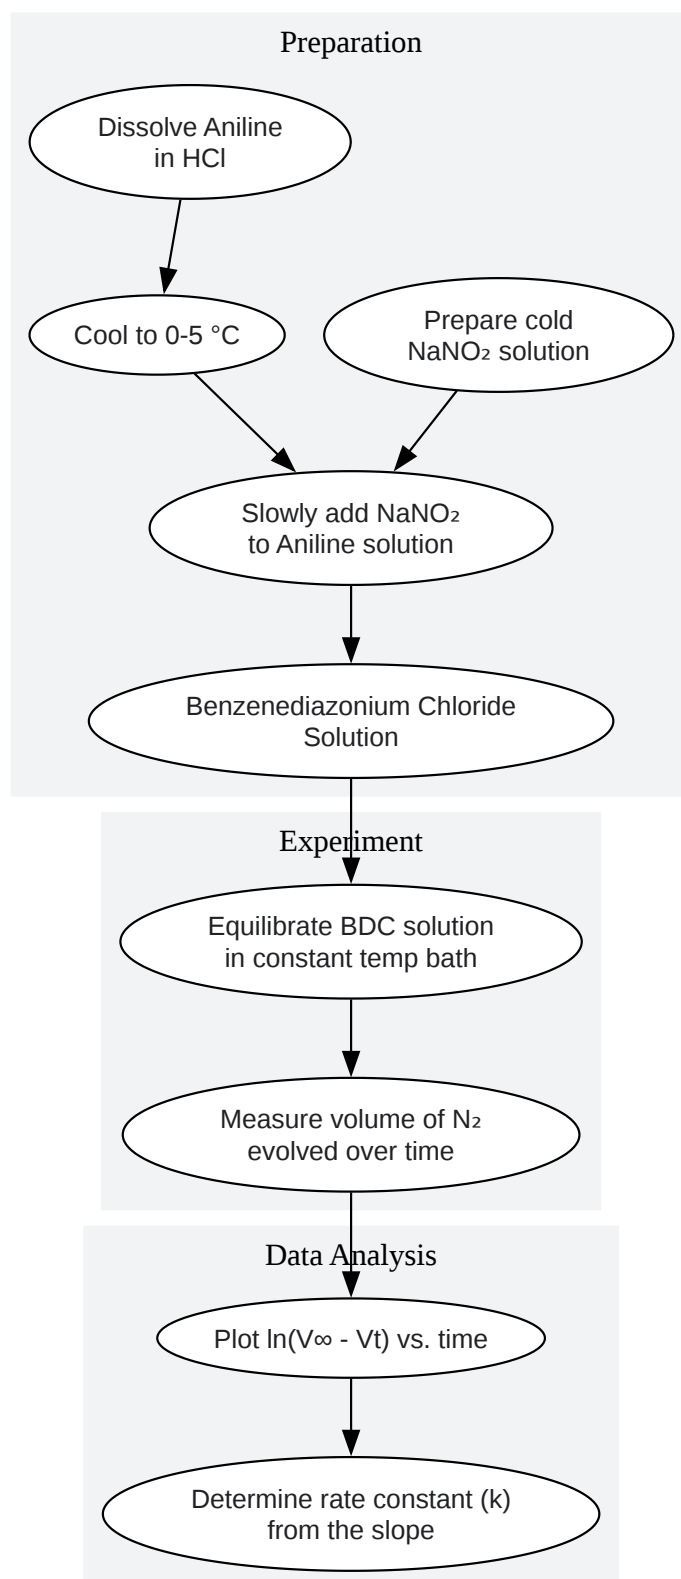 Preparation
Dissolve Aniline
in HCl
Cool to 0-5 °C
Prepare cold
NaNO₂ solution
Slowly add NaNO₂
to Aniline solution
Benzenediazonium Chloride
Solution
Experiment
Equilibrate BDC solution
in constant temp bath
Measure volume of N₂
evolved over time
Data Analysis
Plot ln(V∞ - Vt) vs. time
Determine rate constant (k)
from the slope